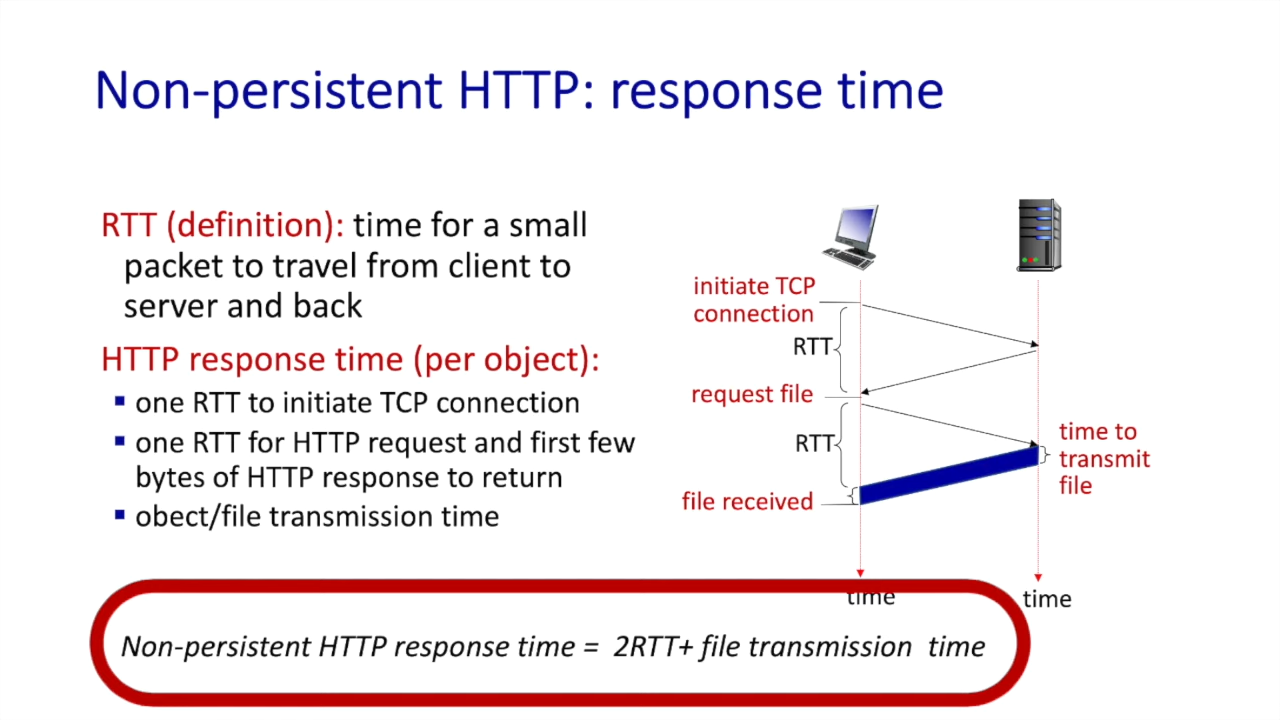 Non-persistent HTTP: response time
RTT (definition): time for a small
packet to travel from client to
server and back
HTTP response time (per object):
one RTT to initiate TCP connection
one RTT for HTTP request and first few
bytes of HTTP response to return
obect/file transmission time
initiate TCP
connection
RTT
request file
RTT
file received
time to
transmit
file
time
time
Non-persistent HTTP response time = 2RTT+ file transmission time